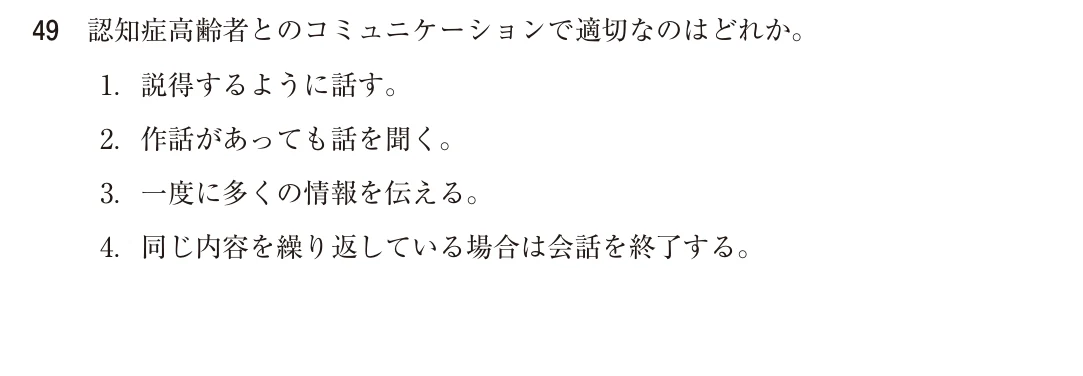 49 認知症高齢者とのコミュニケーションで適切なのはどれか。
1. 説得するように話す。
2. 作話があっても話を聞く。
3. 一度に多くの情報を伝える。
4. 同じ内容を繰り返している場合は会話を終了する。